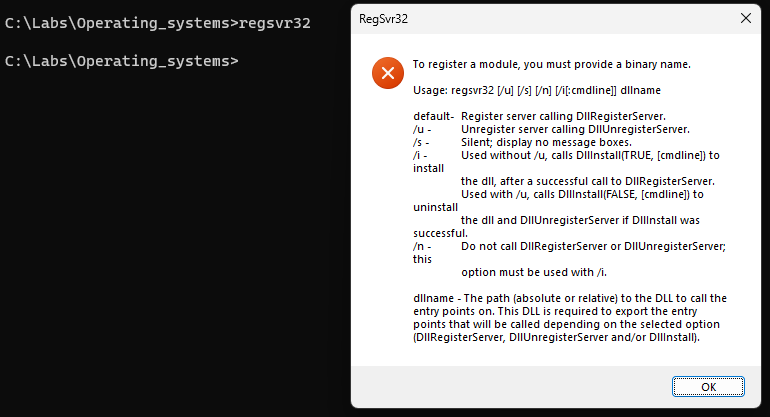 C:\Labs\Operating_systems>regsvr32
C:\Labs\Operating_systems>
RegSvr32
To register a module, you must provide a binary name.
Usage: regsvr32 [/u] [/s] [/n] [/i[:cmdline]] dllname
default- Register server calling DllRegisterServer.
/u - Unregister server calling DllUnregisterServer.
/s - Silent; display no message boxes.
/i - Used without /u, calls DllInstall(TRUE, [cmdline]) to
install
the dll, after a successful call to DllRegisterServer.
Used with /u, calls DllInstall(FALSE, [cmdline]) to
uninstall
the dll and DllUnregisterServer if DllInstall was
successful.
/n - Do not call DllRegisterServer or DllUnregisterServer;
this
option must be used with /i.
dllname - The path (absolute or relative) to the DLL to call the
entry points on. This DLL is required to export the entry
points that will be called depending on the selected option
(DllRegisterServer, DllUnregisterServer and/or DllInstall).
OK